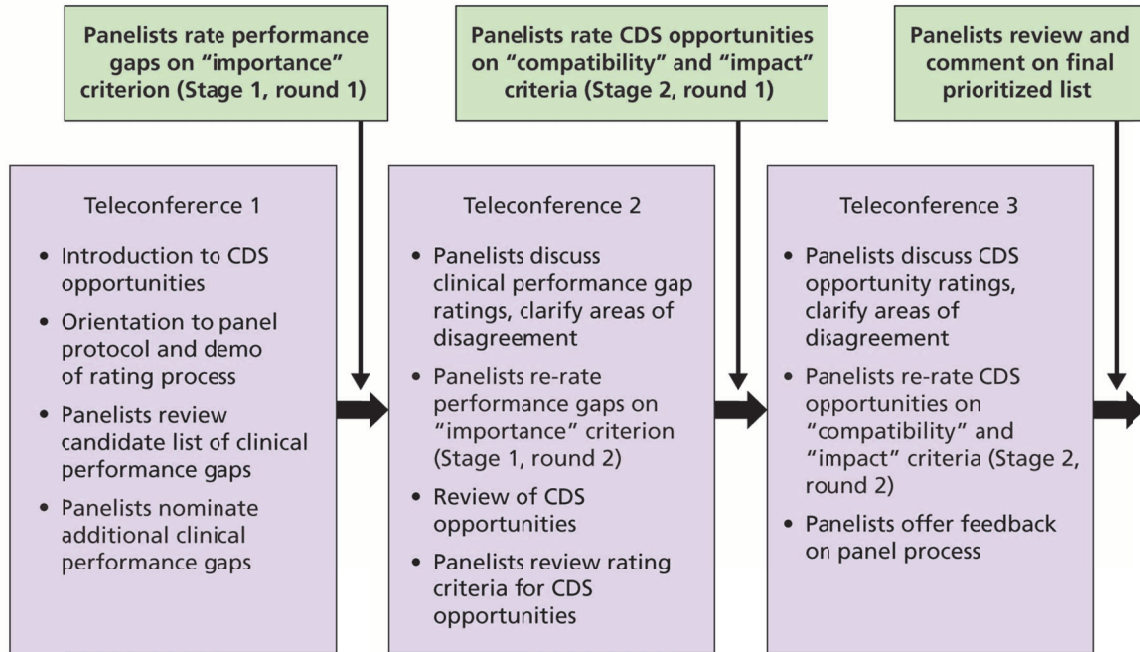 Panelists rate performance
gaps on “importance”
criterion (Stage 1, round 1)
Panelists rate CDS opportunities
on “compatibility” and “impact”
criteria (Stage 2, round 1)
Panelists review and
comment on final
prioritized list
Teleconference 1
• Introduction to CDS
opportunities
• Orientation to panel
protocol and demo
of rating process
• Panelists review
candidate list of clinical
performance gaps
• Panelists nominate
additional clinical
performance gaps
Teleconference 2
• Panelists discuss
clinical performance gap
ratings, clarify areas of
disagreement
• Panelists re-rate
performance gaps on
“importance” criterion
(Stage 1, round 2)
• Review of CDS
opportunities
• Panelists review rating
criteria for CDS
opportunities
Teleconference 3
• Panelists discuss CDS
opportunity ratings,
clarify areas of
disagreement
• Panelists re-rate CDS
opportunities on
“compatibility” and
“impact” criteria (Stage 2,
round 2)
• Panelists offer feedback
on panel process